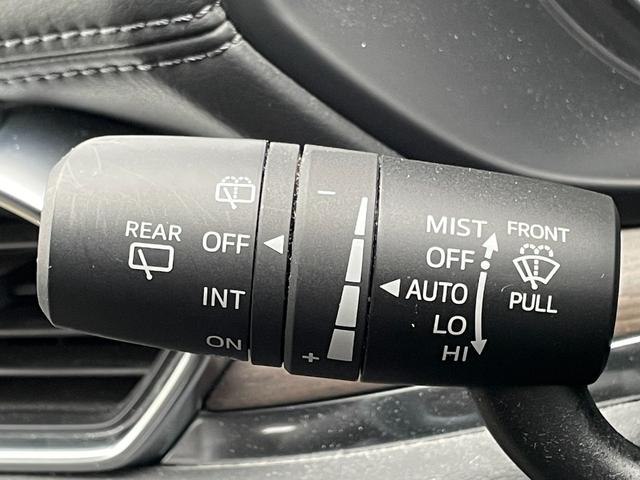 REAR
OFF
INT
ON
−
+
MIST
OFF
AUTO
LO
HI
FRONT
PULL